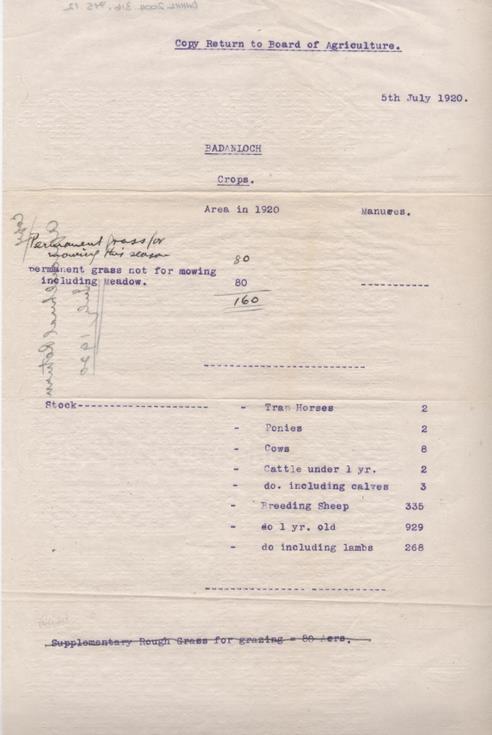 Copy Return to Board of Agriculture.
5th July 1920.
BADANLOCH
Crops.
Area in 1920 Manures.
Permanent Grass for
mowing this season 80
permanent grass not for mowing
including meadow. 80 -----------
160
--------------------------
Stock--------------------- - Trap Horses 2
- Ponies 2
- Cows 8
- Cattle under 1 yr. 2
- do. including calves 3
- Breeding Sheep 335
- do 1 yr. old 929
- do including lambs 268
---------------- ------------
Supplementary Rough Grass for grazing = 80 Acrs.